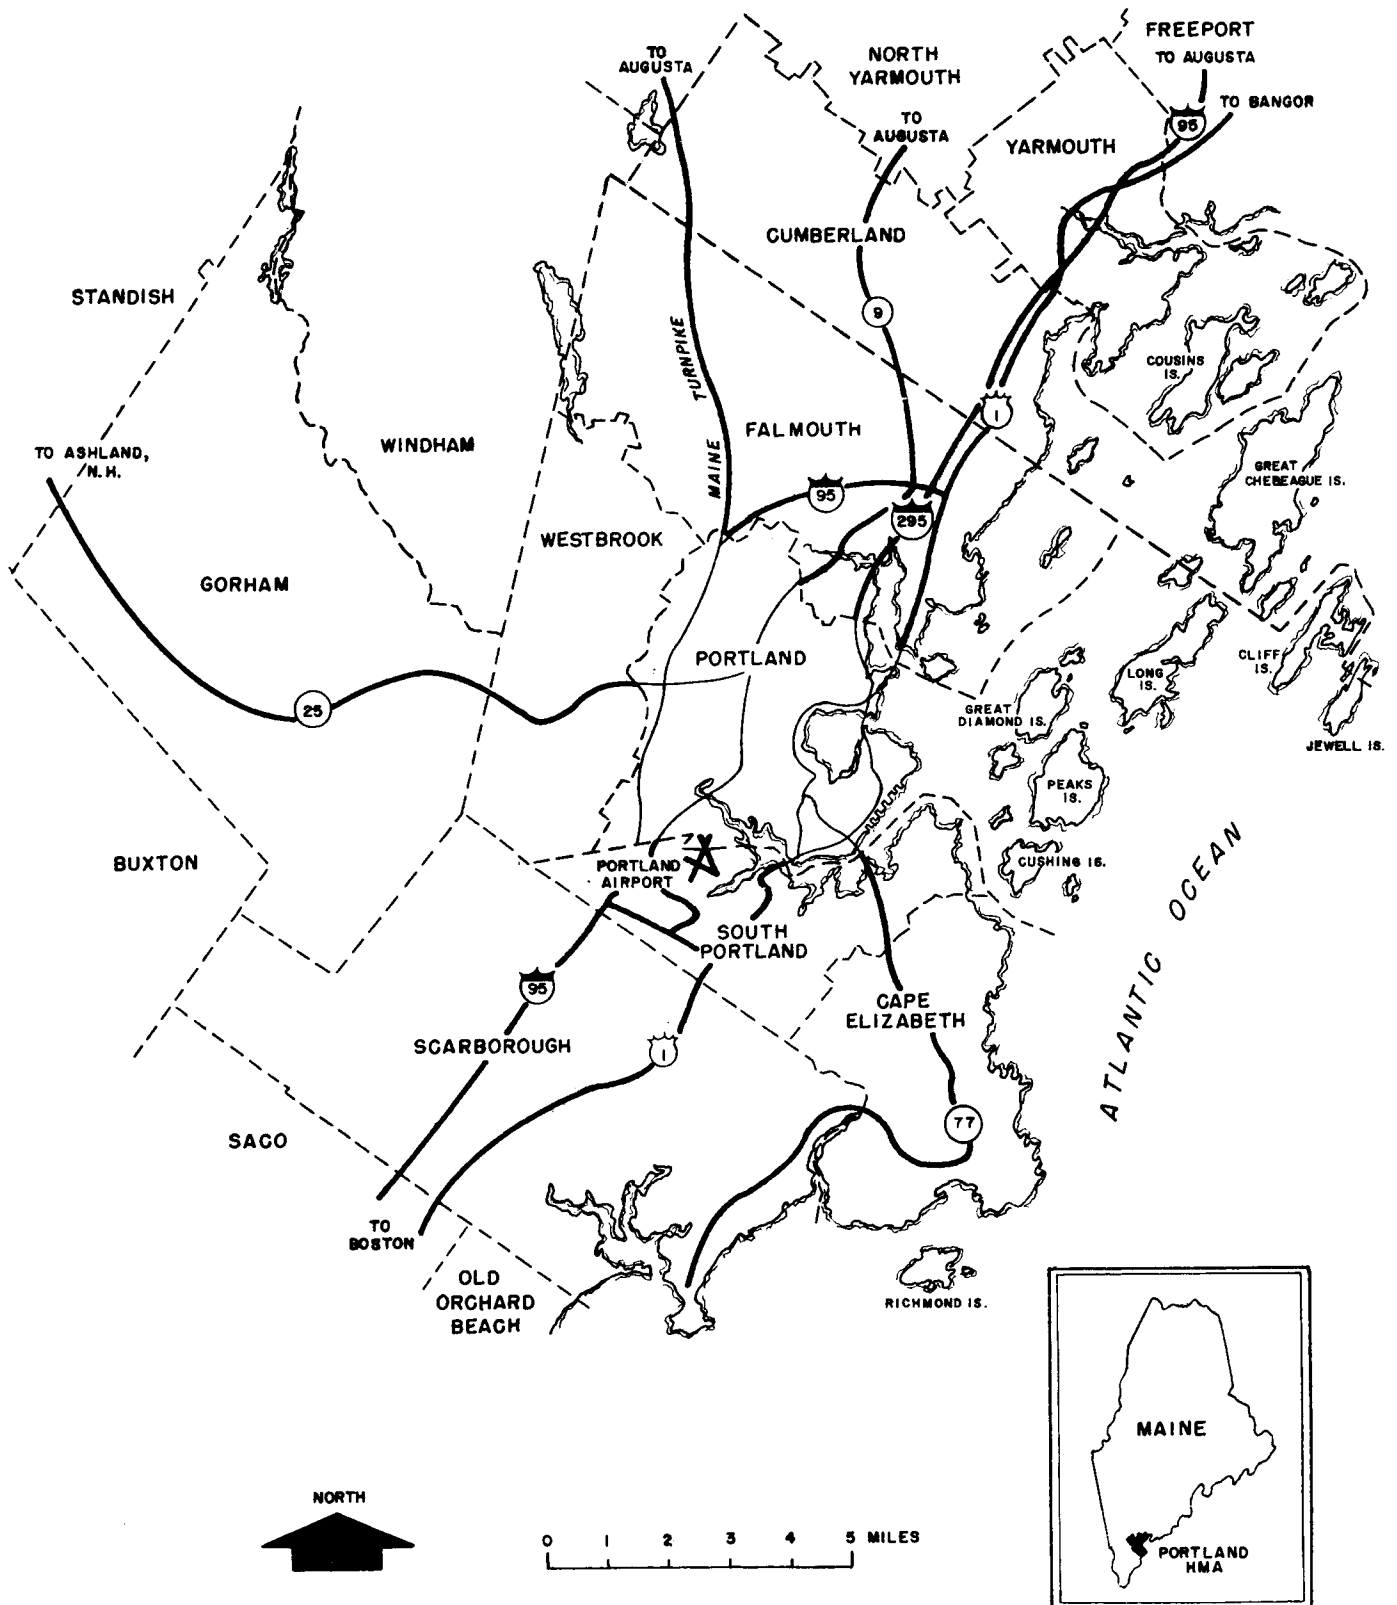 FREEPORT
TO AUGUSTA
TO
AUGUSTA
NORTH
YARMOUTH
TO BANGOR
95
TO
AUGUSTA
YARMOUTH
CUMBERLAND
STANDISH
9
MAINE TURNPIKE
COUSINS
IS.
1
FALMOUTH
WINDHAM
TO ASHLAND,
N.H.
GREAT
CHEBEAGUE IS.
95
295
WESTBROOK
GORHAM
PORTLAND
CLIFF
IS.
LONG
IS.
25
GREAT
DIAMOND IS.
JEWELL IS.
PEAKS
IS.
BUXTON
PORTLAND
AIRPORT
CUSHING IS.
ATLANTIC OCEAN
SOUTH
PORTLAND
95
CAPE
ELIZABETH
SCARBOROUGH
1
77
SACO
TO
BOSTON
OLD
ORCHARD
BEACH
RICHMOND IS.
MAINE
PORTLAND
HMA
NORTH
0 1 2 3 4 5 MILES